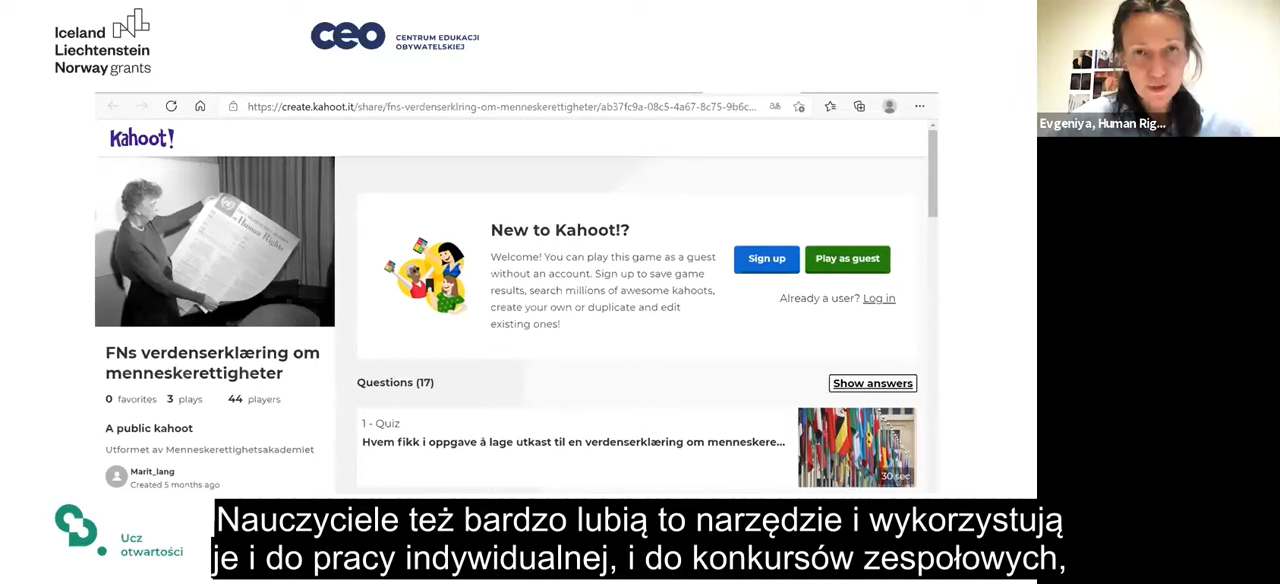 Iceland
Liechtenstein
Norway grants
ceo
CENTRUM EDUKACJI
OBYWATELSKIEJ
https://create.kahoot.it/share/fns-verdenserklring-om-menneskerettigheter/ab37fc9a-08c5-4a67-8c75-9b6c...
Kahoot!
Human Rights
New to Kahoot!?
Welcome! You can play this game as a guest
without an account. Sign up to save game
results, search millions of awesome kahoots,
create your own or duplicate and edit
existing ones!
Sign up
Play as guest
Already a user? Log in
FNs verdenserklæring om
menneskerettigheter
0 favorites 3 plays 44 players
A public kahoot
Utformet av Menneskerettighetsakademiet
Marit_lang
Created 5 months ago
Questions (17)
Show answers
1 - Quiz
Hvem fikk i oppgave å lage utkast til en verdenserklæring om menneskere...
30 sec
Evgeniya, Human Rig...
Ucz
otwartości
Nauczyciele też bardzo lubią to narzędzie i wykorzystują
je i do pracy indywidualnej, i do konkursów zespołowych,